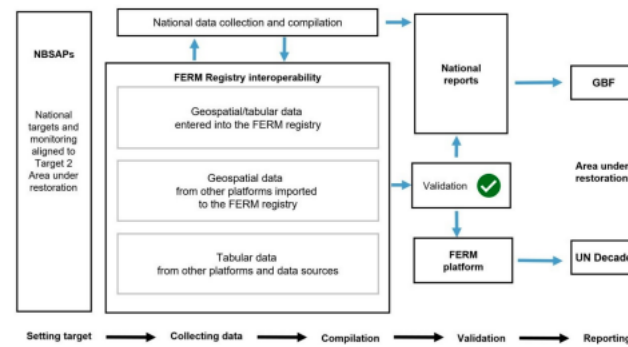 National data collection and compilation
NBSAPs
National
targets and
monitoring
aligned to
Target 2
Area under
restoration
FERM Registry interoperability
Geospatial/tabular data
entered into the FERM registry
Geospatial data
from other platforms imported
to the FERM registry
Tabular data
from other platforms and data sources
National
reports
Validation
FERM
platform
GBF
Area under
restoration
UN Decade
Setting target
Collecting data
Compilation
Validation
Reporting